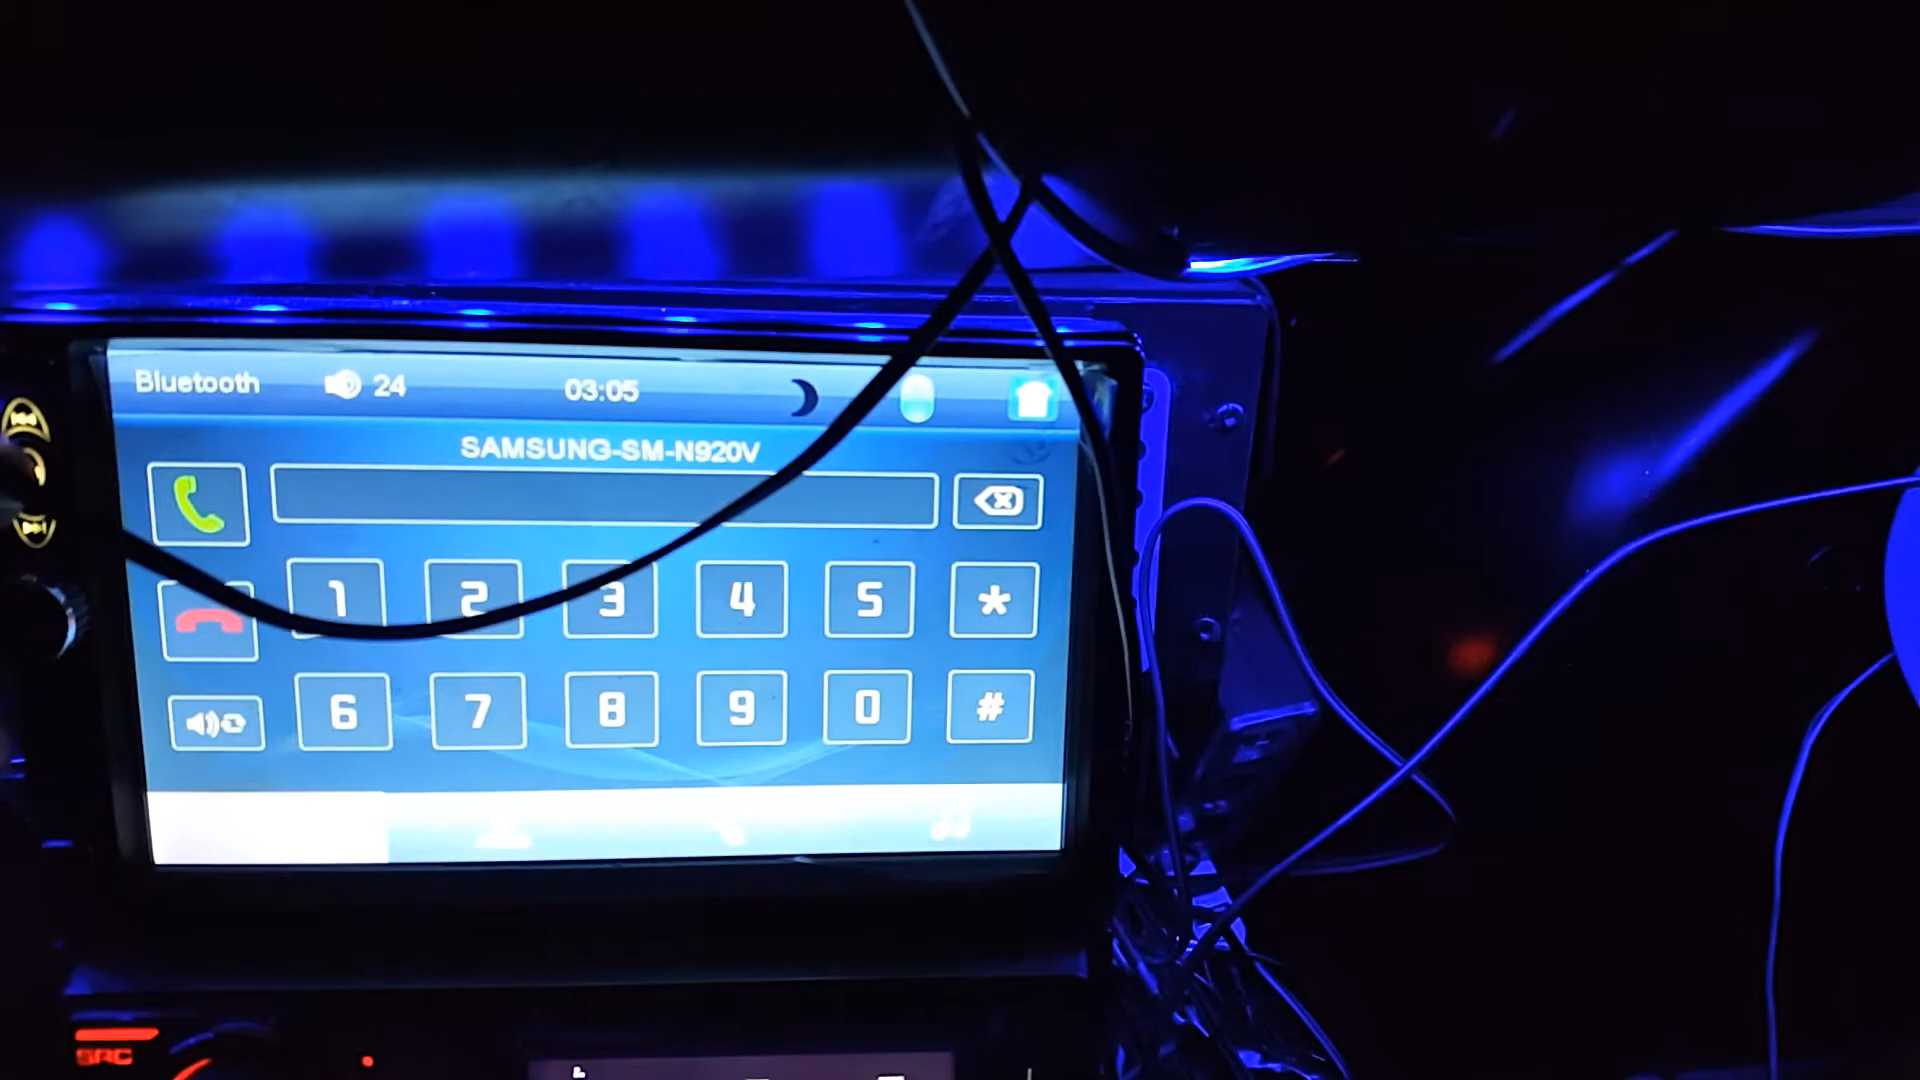 Bluetooth 24 03:05
SAMSUNG-SM-N920V
1 2 3 4 5 *
6 7 8 9 0 #
SRC